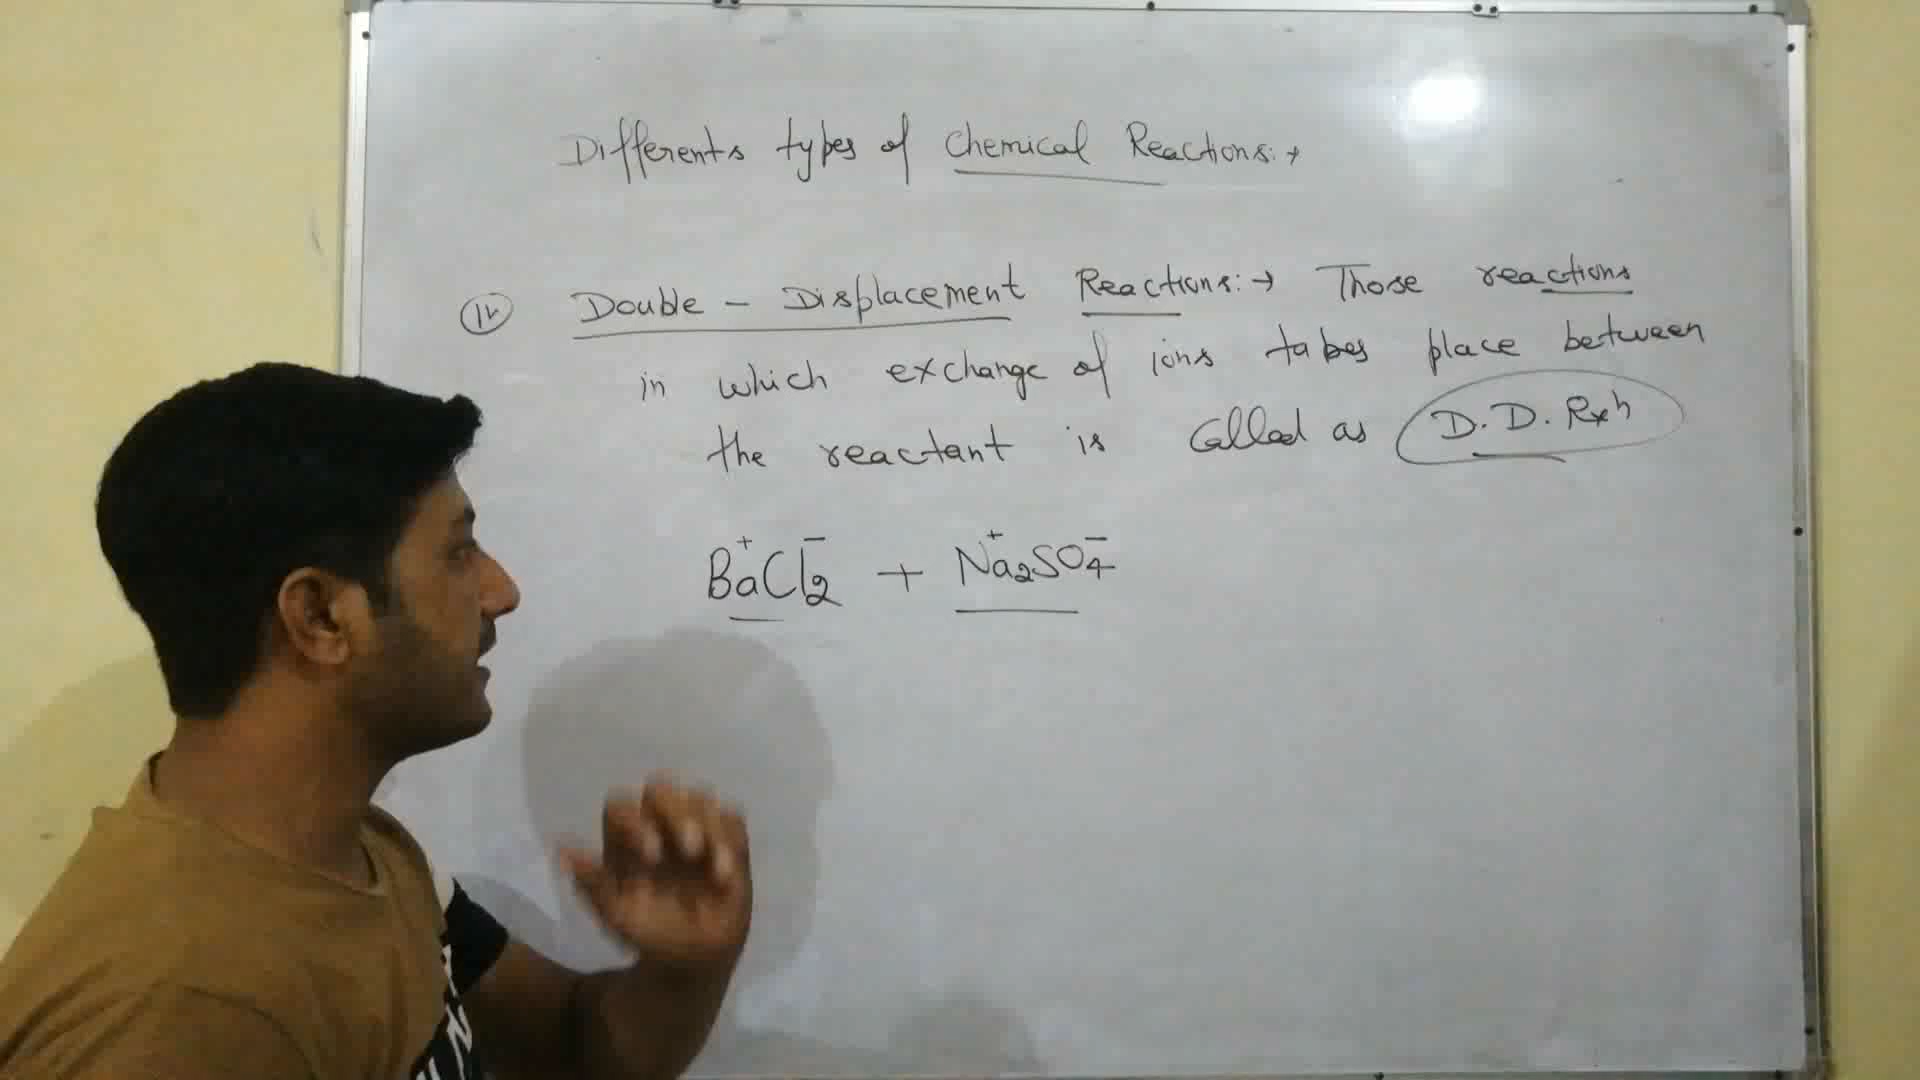 Differents types of Chemical Reactions:→
(iv) Double - Displacement Reactions:→ Those reactions
in which exchange of ions takes place between
the reactant is Called as D. D. Rxn
Ba⁺Cl₂⁻ + Na₂⁺SO₄⁻